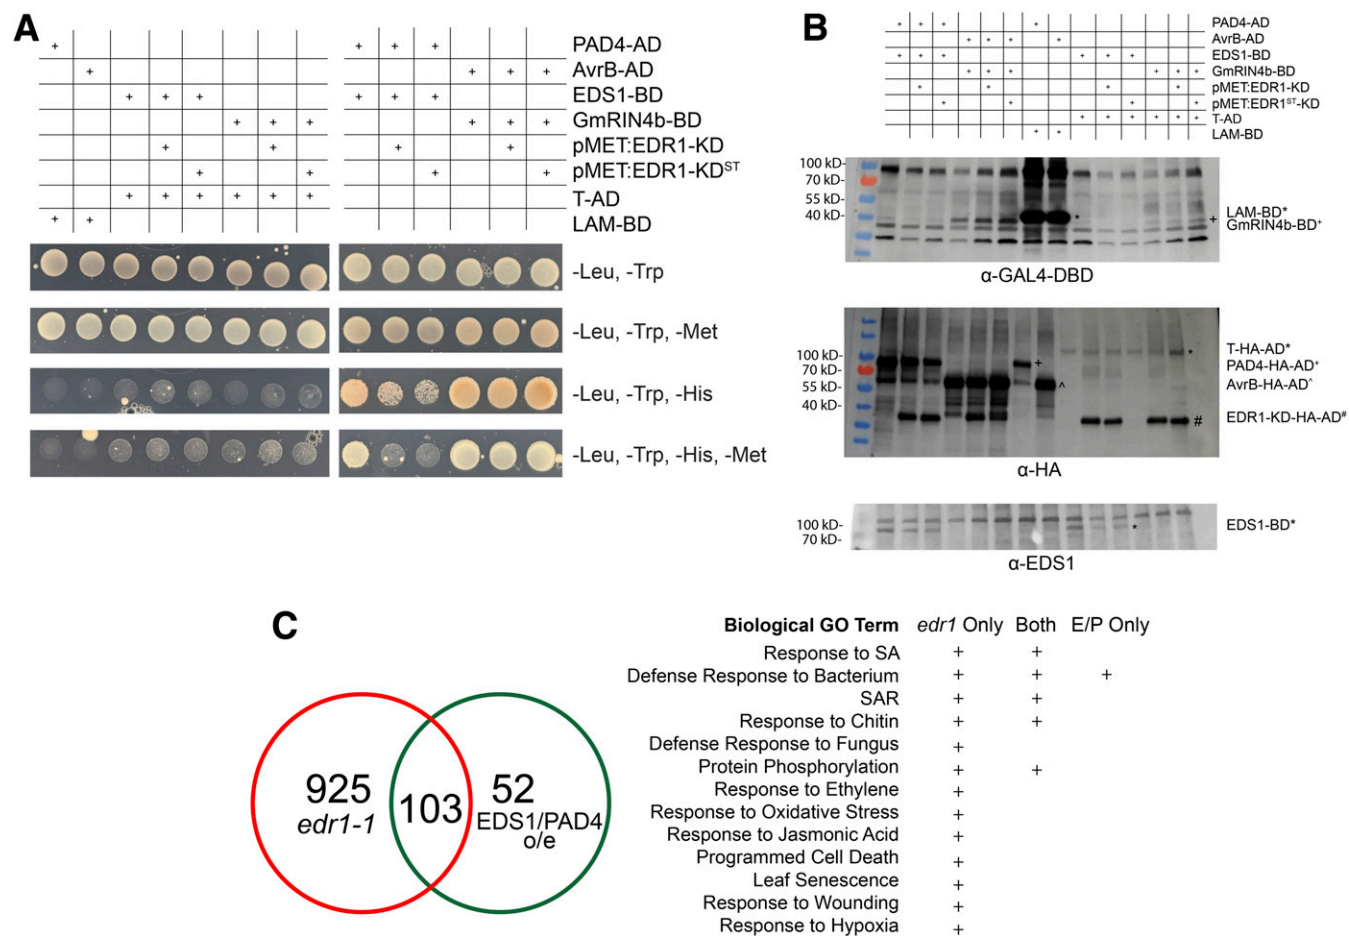 A
+ + + + PAD4-AD
+ + + + AvrB-AD
+ + + + + + EDS1-BD
+ + + + + + GmRIN4b-BD
+ + + + pMET:EDR1-KD
+ + + + pMET:EDR1-KDST
+ + + + + + T-AD
+ + LAM-BD
-Leu, -Trp
-Leu, -Trp, -Met
-Leu, -Trp, -His
-Leu, -Trp, -His, -Met
B
PAD4-AD
AvrB-AD
EDS1-BD
GmRIN4b-BD
pMET:EDR1-KD
pMET:EDR1ST-KD
T-AD
LAM-BD
100 kD-
70 kD-
55 kD-
40 kD-
LAM-BD*
GmRIN4b-BD+
α-GAL4-DBD
100 kD-
70 kD-
55 kD-
40 kD-
T-HA-AD*
PAD4-HA-AD+
AvrB-HA-AD^
EDR1-KD-HA-AD#
α-HA
100 kD-
70 kD-
EDS1-BD*
α-EDS1
C
925
edr1-1
103
52
EDS1/PAD4
o/e
Biological GO Term edr1 Only Both E/P Only
Response to SA + +
Defense Response to Bacterium + + +
SAR + +
Response to Chitin + +
Defense Response to Fungus +
Protein Phosphorylation + +
Response to Ethylene +
Response to Oxidative Stress +
Response to Jasmonic Acid +
Programmed Cell Death +
Leaf Senescence +
Response to Wounding +
Response to Hypoxia +